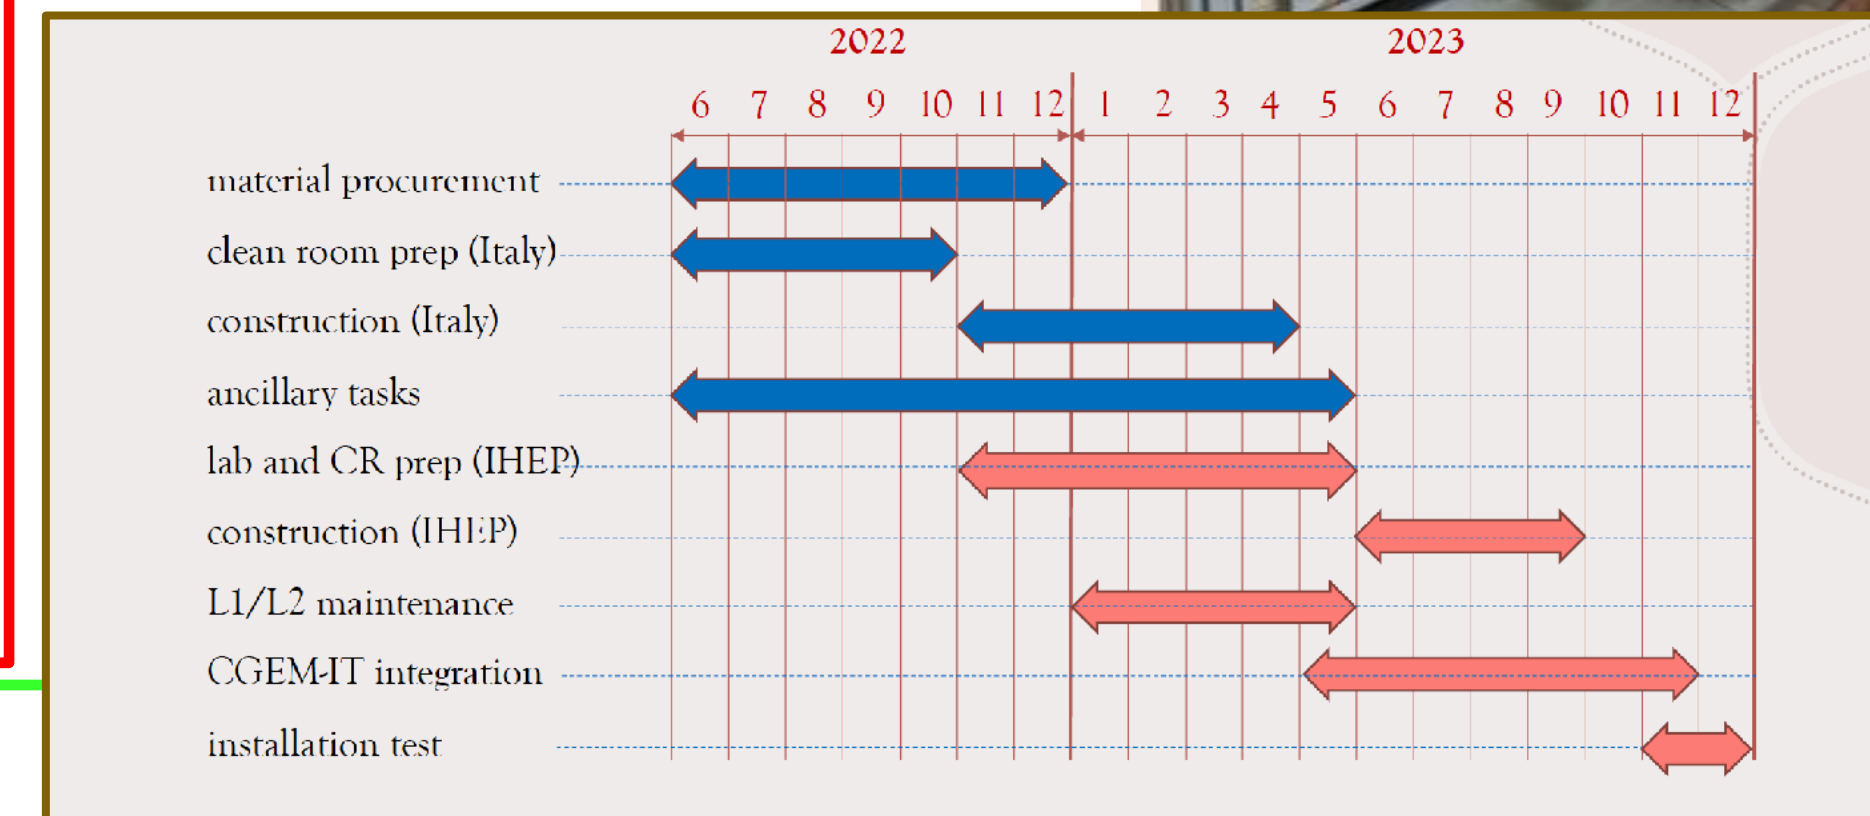 2022 2023
6 7 8 9 10 11 12 1 2 3 4 5 6 7 8 9 10 11 12
material procurement
clean room prep (Italy)
construction (Italy)
ancillary tasks
lab and CR prep (IHEP)
construction (IHEP)
L1/L2 maintenance
CGEM-IT integration
installation test